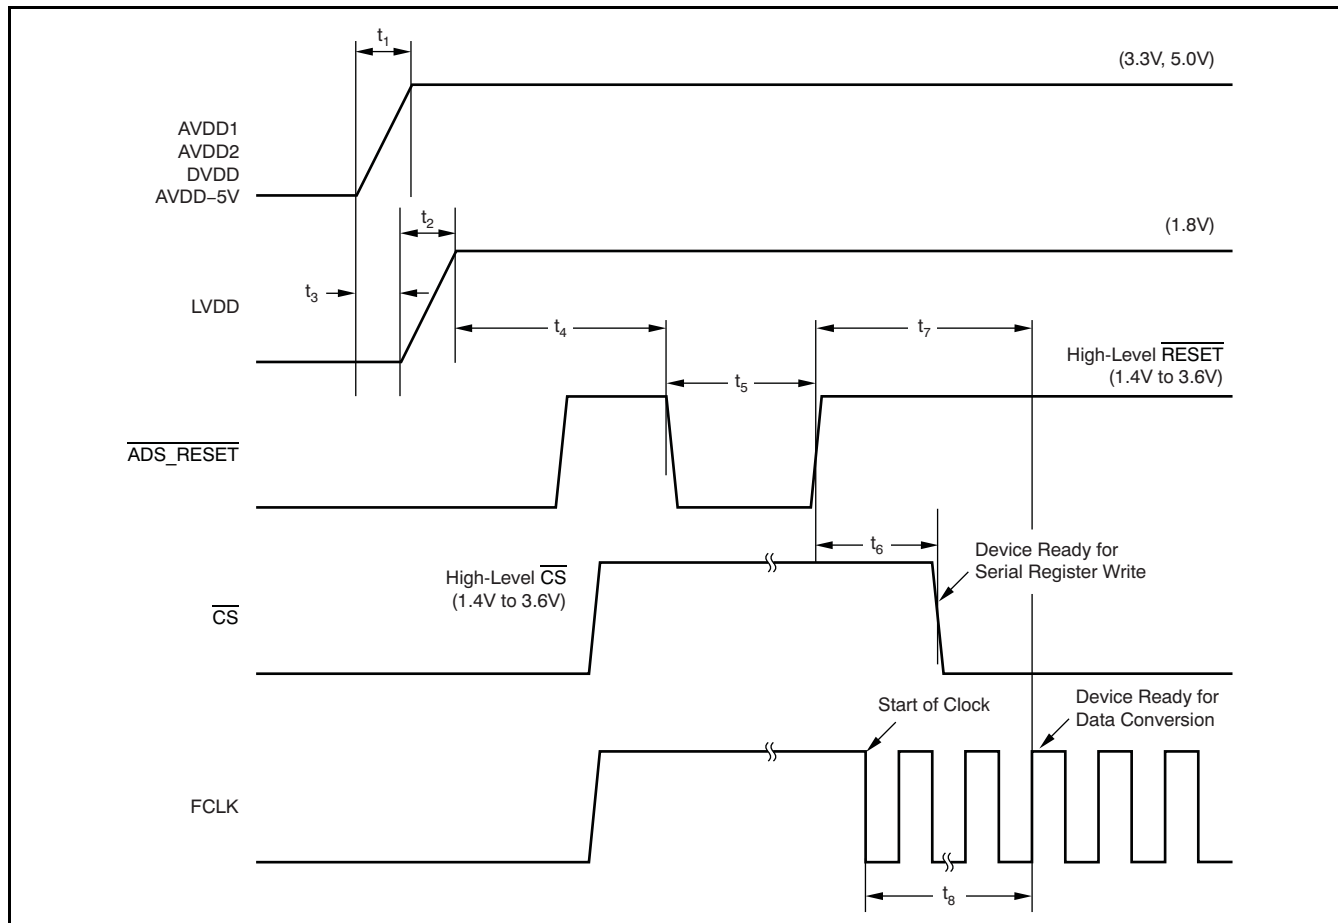 t1
(3.3V, 5.0V)
AVDD1
AVDD2
DVDD
AVDD–5V
t2
(1.8V)
t3
LVDD
t4
t7
High-Level RESET
(1.4V to 3.6V)
t5
ADS_RESET
t6
Device Ready for
Serial Register Write
High-Level CS
(1.4V to 3.6V)
CS
Start of Clock
Device Ready for
Data Conversion
FCLK
t8